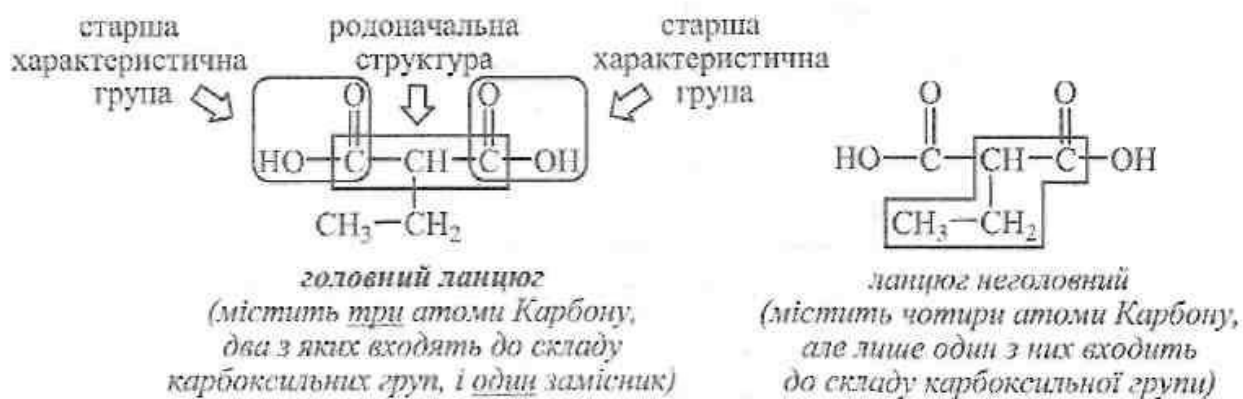 старша
характеристична
група
родоначальна
структура
старша
характеристична
група
O O
HO—C—CH—C—OH
CH₃—CH₂
головний ланцюг
(містить три атоми Карбону,
два з яких входять до складу
карбоксильних груп, і один замісник)
O O
HO—C—CH—C—OH
CH₃—CH₂
ланцюг неголовний
(містить чотири атоми Карбону,
але лише один з них входить
до складу карбоксильної групи)